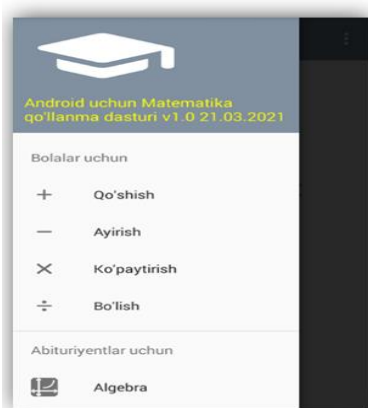 Android uchun Matematika
qo'llanma dasturi v1.0 21.03.2021
Bolalar uchun
+ Qo'shish
− Ayirish
× Ko'paytirish
÷ Bo'lish
Abituriyentlar uchun
Algebra